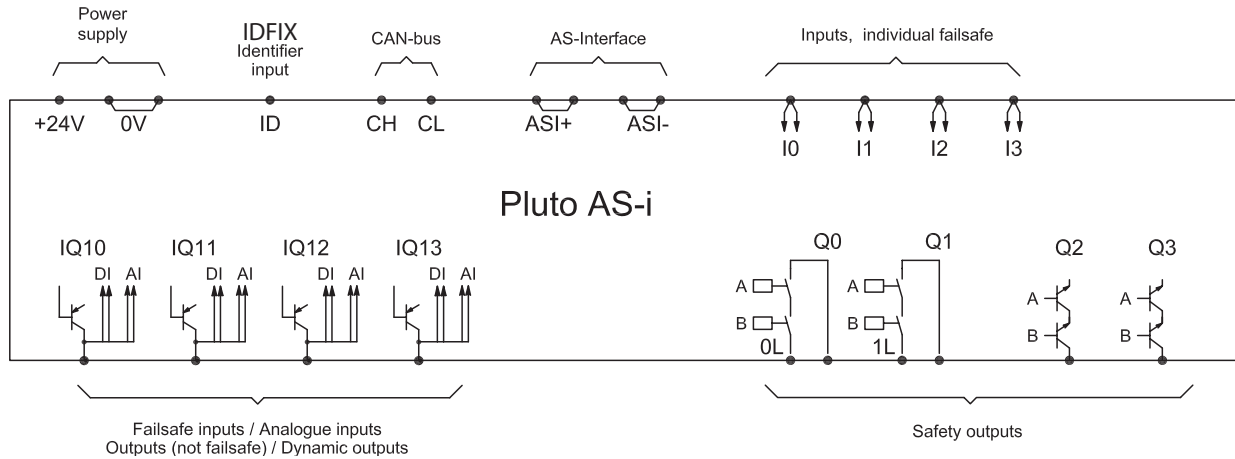 Power
supply
IDFIX
Identifier
input
CAN-bus
AS-Interface
Inputs, individual failsafe
+24V 0V ID CH CL ASI+ ASI- I0 I1 I2 I3
Pluto AS-i
IQ10 IQ11 IQ12 IQ13 Q0 Q1 Q2 Q3
DI AI DI AI DI AI DI AI
A A A A
B B B B
0L 1L
Failsafe inputs / Analogue inputs
Outputs (not failsafe) / Dynamic outputs
Safety outputs